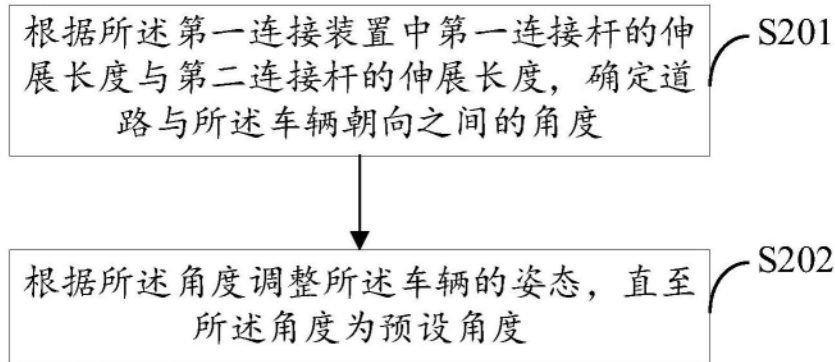 根据所述第一连接装置中第一连接杆的伸
展长度与第二连接杆的伸展长度，确定道
路与所述车辆朝向之间的角度
S201
根据所述角度调整所述车辆的姿态，直至
所述角度为预设角度
S202